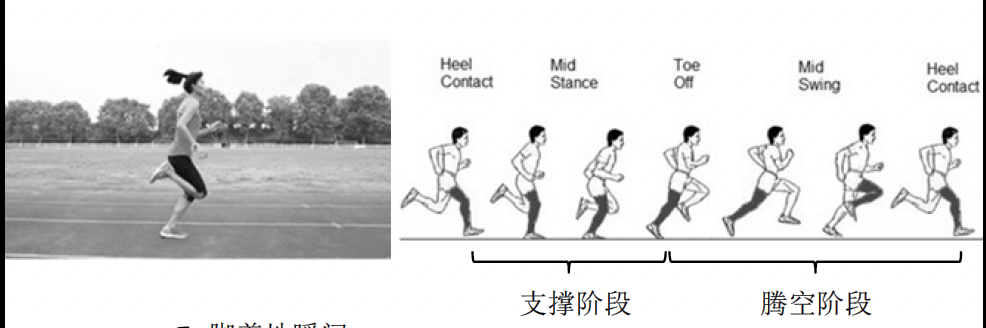 Heel
Contact
Mid
Stance
Toe
Off
Mid
Swing
Heel
Contact
支撑阶段
腾空阶段